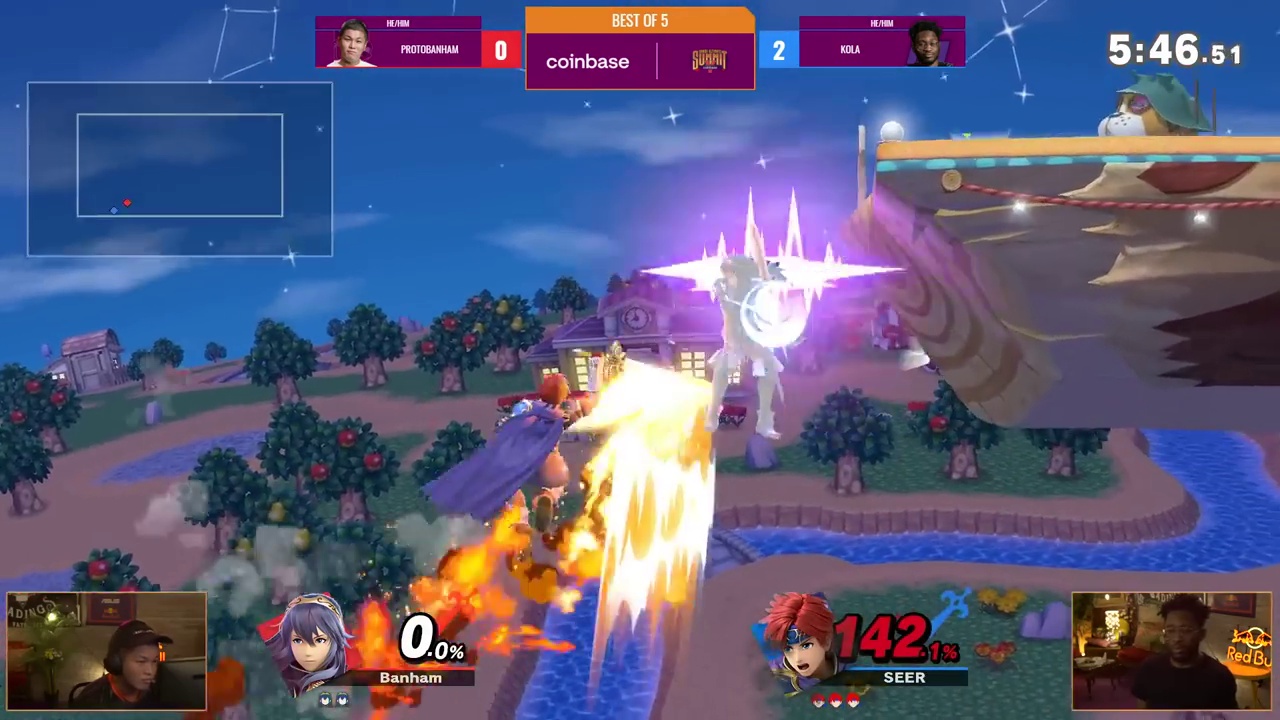 HE/HIM
PROTOBANHAM
0
BEST OF 5
coinbase
SUMMIT
2
HE/HIM
KOLA
5:46.51
0.0%
Banham
142.1%
SEER
RedBu